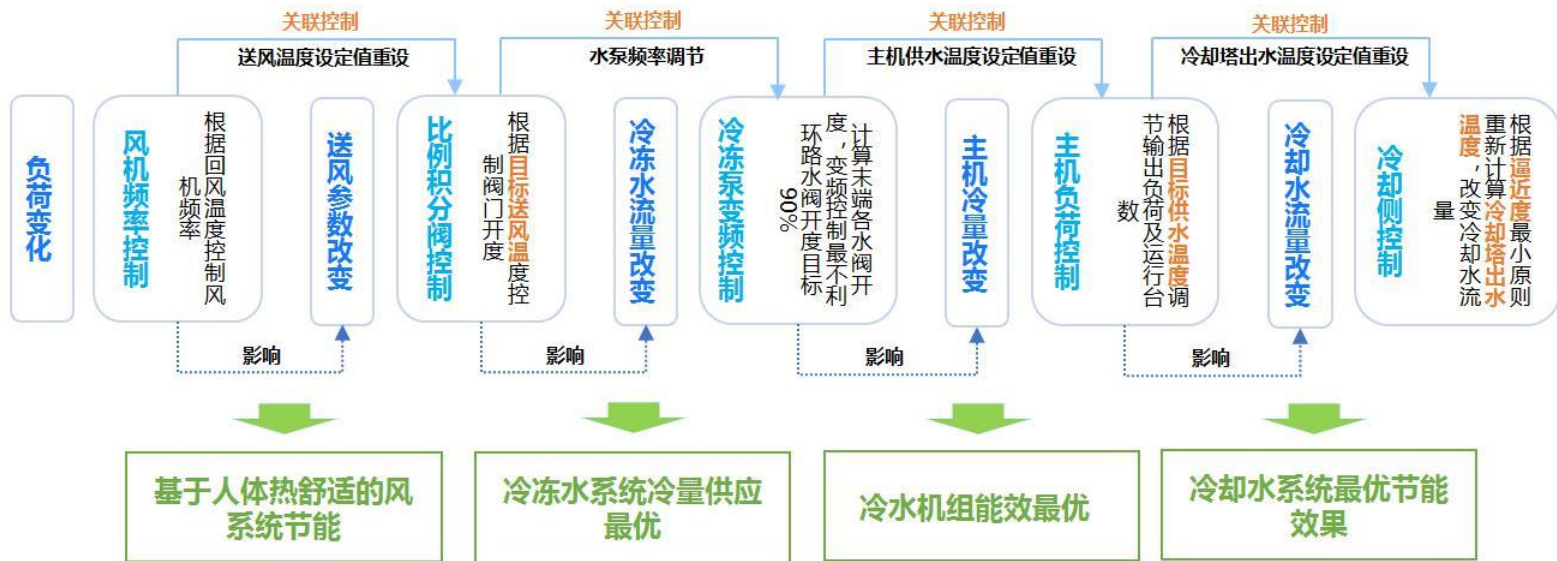 关联控制
关联控制
关联控制
关联控制
送风温度设定值重设
水泵频率调节
主机供水温度设定值重设
冷却塔出水温度设定值重设
负荷变化
风机频率控制
根据回风温度控制风
机频率
送风参数改变
比例积分阀控制
根据目标送风温度控
制阀门开度
冷冻水流量改变
冷冻泵变频控制
计算末端各水阀开
度，变频控制最不利
环路水阀开度目标
90%
主机冷量改变
主机负荷控制
根据目标供水温度调
节输出负荷及运行台
数
冷却水流量改变
冷却侧控制
根据逼近度最小原则
重新计算冷却塔出水
温度，改变冷却水流
量
影响
影响
影响
影响
基于人体热舒适的风
系统节能
冷冻水系统冷量供应
最优
冷水机组能效最优
冷却水系统最优节能
效果